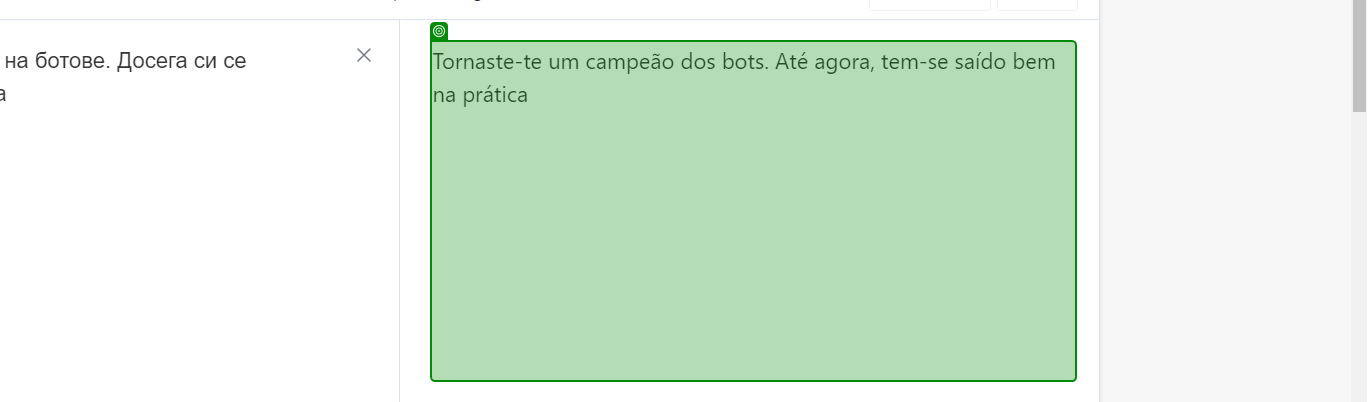 на ботове. Досега си се
а
Tornaste-te um campeão dos bots. Até agora, tem-se saído bem
na prática